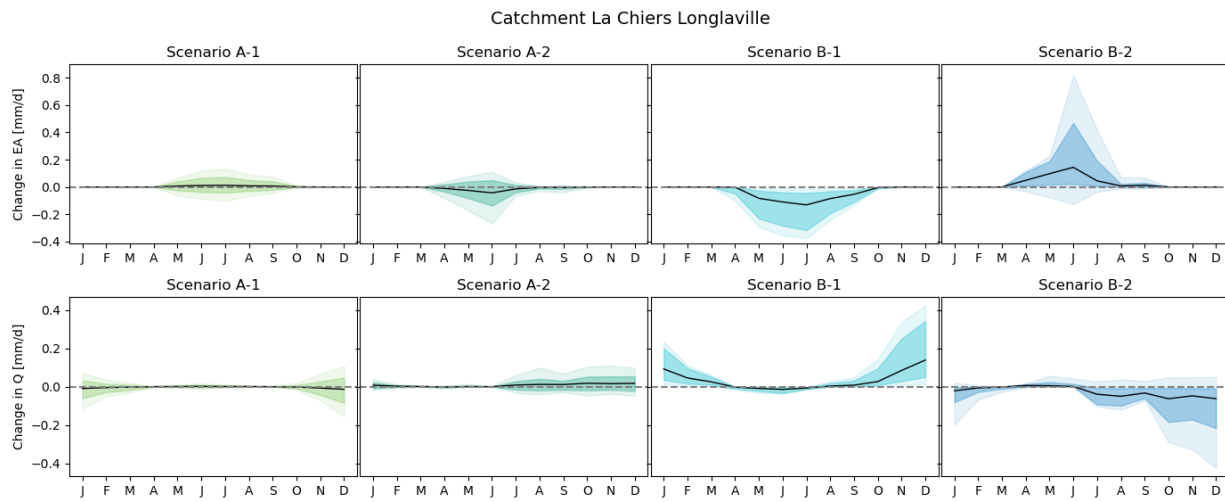 Catchment La Chiers Longlaville
Scenario A-1 Scenario A-2 Scenario B-1 Scenario B-2
Change in EA [mm/d]
0.8
0.6
0.4
0.2
0.0
−0.2
−0.4
J F M A M J J A S O N D J F M A M J J A S O N D J F M A M J J A S O N D J F M A M J J A S O N D
Scenario A-1 Scenario A-2 Scenario B-1 Scenario B-2
Change in Q [mm/d]
0.4
0.2
0.0
−0.2
−0.4
J F M A M J J A S O N D J F M A M J J A S O N D J F M A M J J A S O N D J F M A M J J A S O N D